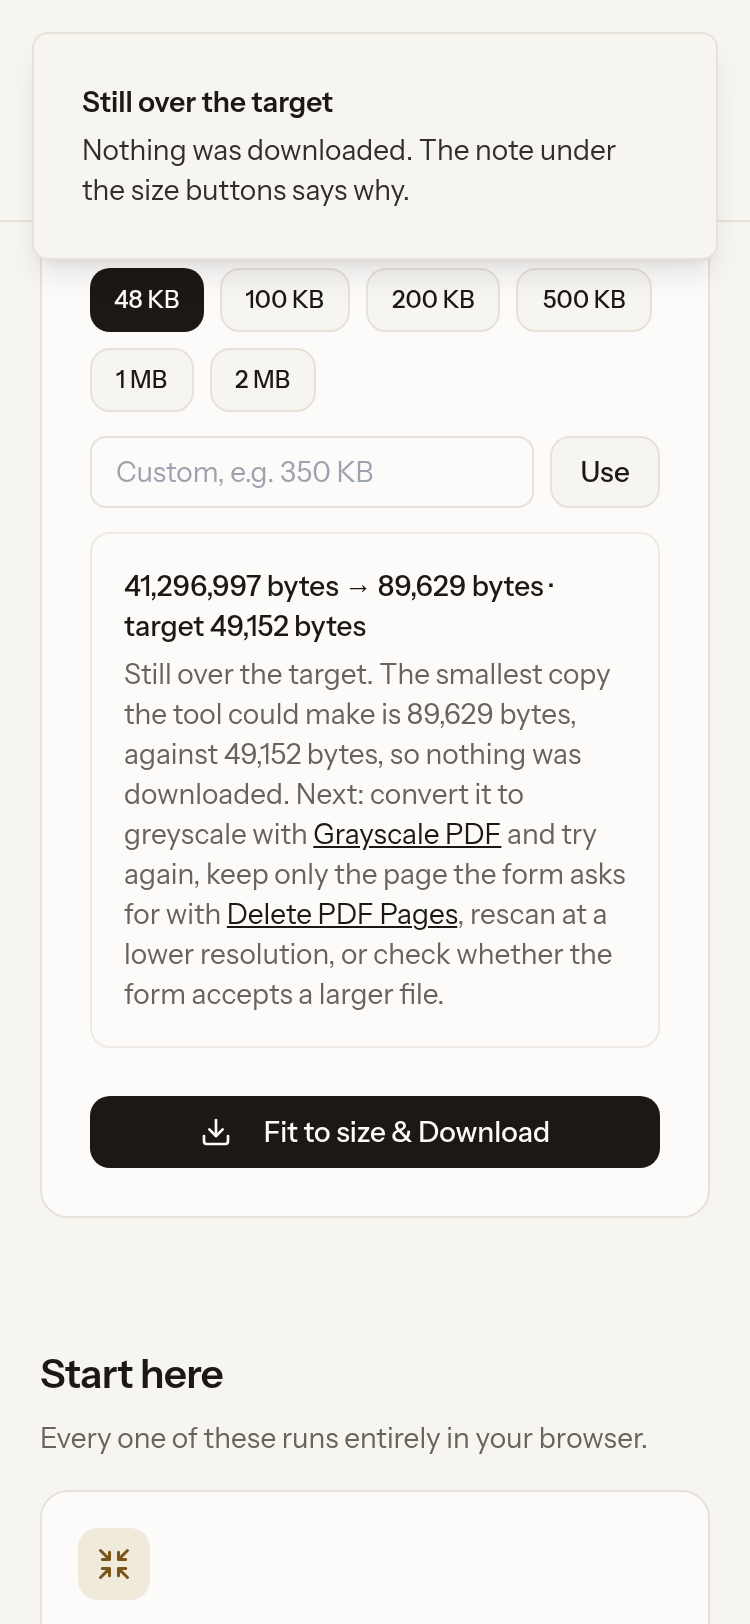 Still over the target
Nothing was downloaded. The note under
the size buttons says why.
48 KB
100 KB
200 KB
500 KB
1 MB
2 MB
Custom, e.g. 350 KB
Use
41,296,997 bytes → 89,629 bytes ·
target 49,152 bytes
Still over the target. The smallest copy
the tool could make is 89,629 bytes,
against 49,152 bytes, so nothing was
downloaded. Next: convert it to
greyscale with Grayscale PDF and try
again, keep only the page the form asks
for with Delete PDF Pages, rescan at a
lower resolution, or check whether the
form accepts a larger file.
Fit to size & Download
Start here
Every one of these runs entirely in your browser.